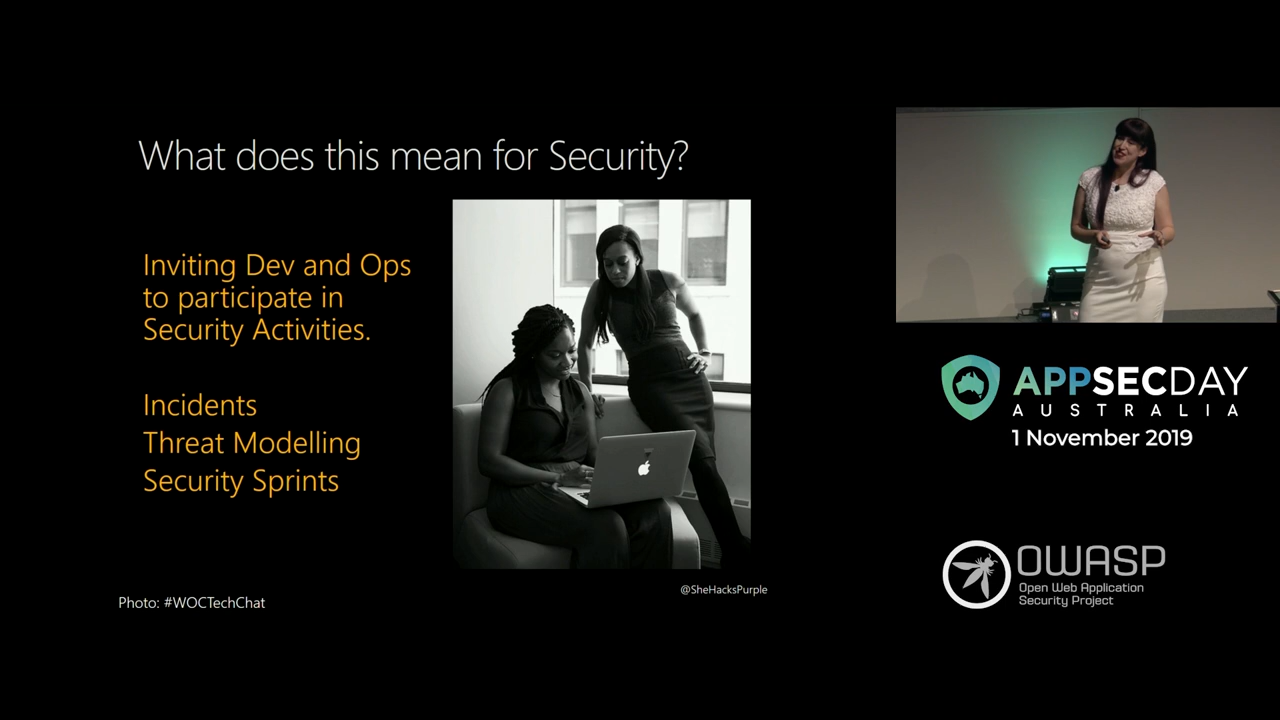 What does this mean for Security?
Inviting Dev and Ops
to participate in
Security Activities.
Incidents
Threat Modelling
Security Sprints
Photo: #WOCTechChat
@SheHacksPurple
APPSECDAY
AUSTRALIA
1 November 2019
OWASP
Open Web Application
Security Project